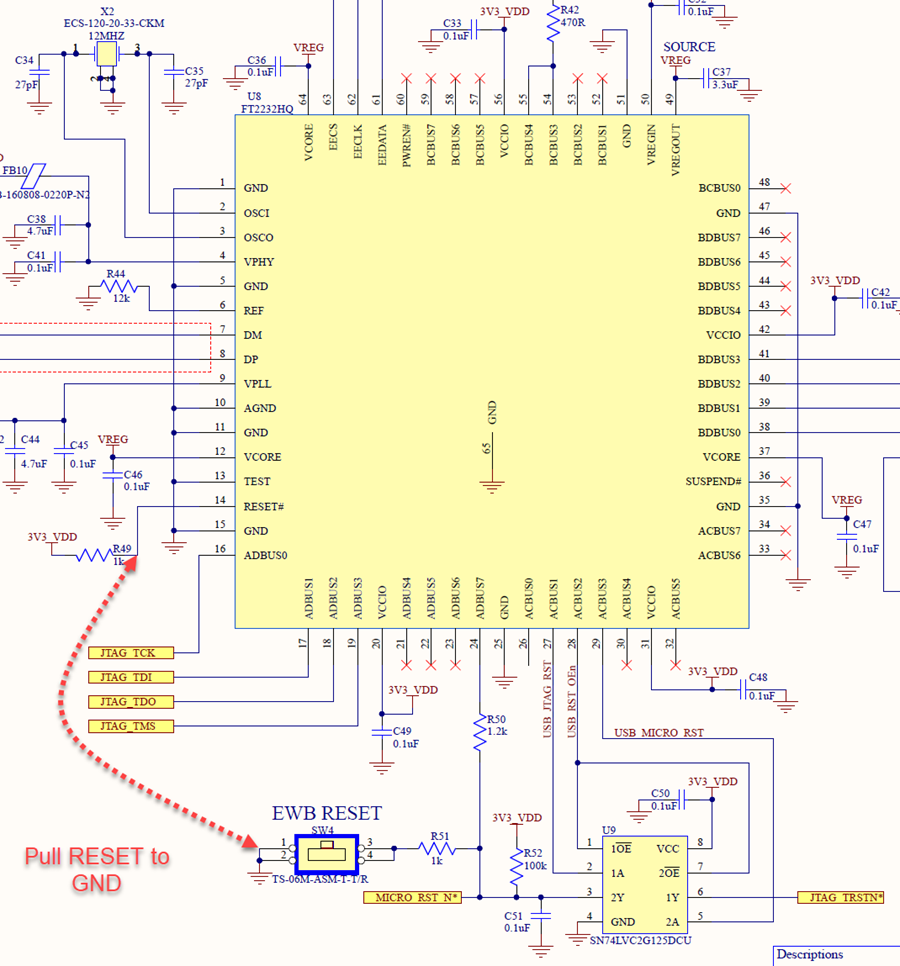 X2
ECS-120-20-33-CKM
12MHZ
1
3
2
4
C34
27pF
C35
27pF
C36
0.1uF
VREG
C33
0.1uF
3V3_VDD
R42
470R
0.1uF
SOURCE
VREG
C37
3.3uF
U8
FT2232HQ
64
63
62
61
60
59
58
57
56
55
54
53
52
51
50
49
VCORE
EECS
EECLK
EEDATA
PWREN#
BCBUS7
BCBUS6
BCBUS5
VCCIO
BCBUS4
BCBUS3
BCBUS2
BCBUS1
GND
VREGIN
VREGOUT
FB10
-160808-0220P-N2
C38
4.7uF
C41
0.1uF
R44
12k
1 GND
2 OSCI
3 OSCO
4 VPHY
5 GND
6 REF
7 DM
8 DP
9 VPLL
10 AGND
11 GND
12 VCORE
13 TEST
14 RESET#
15 GND
16 ADBUS0
BCBUS0 48
GND 47
BDBUS7 46
BDBUS6 45
BDBUS5 44
BDBUS4 43
VCCIO 42
BDBUS3 41
BDBUS2 40
BDBUS1 39
BDBUS0 38
VCORE 37
SUSPEND# 36
GND 35
ACBUS7 34
ACBUS6 33
65
GND
3V3_VDD
C42
0.1uF
2
C44
4.7uF
C45
0.1uF
VREG
C46
0.1uF
3V3_VDD
R49
1k
VREG
C47
0.1uF
ADBUS1
ADBUS2
ADBUS3
VCCIO
ADBUS4
ADBUS5
ADBUS6
ADBUS7
GND
ACBUS0
ACBUS1
ACBUS2
ACBUS3
ACBUS4
VCCIO
ACBUS5
17
18
19
20
21
22
23
24
25
26
27
28
29
30
31
32
JTAG_TCK
JTAG_TDI
JTAG_TDO
JTAG_TMS
3V3_VDD
C49
0.1uF
R50
1.2k
USB_JTAG_RST
USB_RST_OEn
USB_MICRO_RST
3V3_VDD
C48
0.1uF
Pull RESET to
GND
EWB RESET
SW4
1
2
3
4
TS-06M-ASM-T-T/R
R51
1k
3V3_VDD
R52
100k
C51
0.1uF
MICRO_RST_N*
C50
0.1uF
3V3_VDD
U9
1 1OE VCC 8
2 1A 2OE 7
3 2Y 1Y 6
4 GND 2A 5
SN74LVC2G125DCU
JTAG_TRSTN*
Descriptions